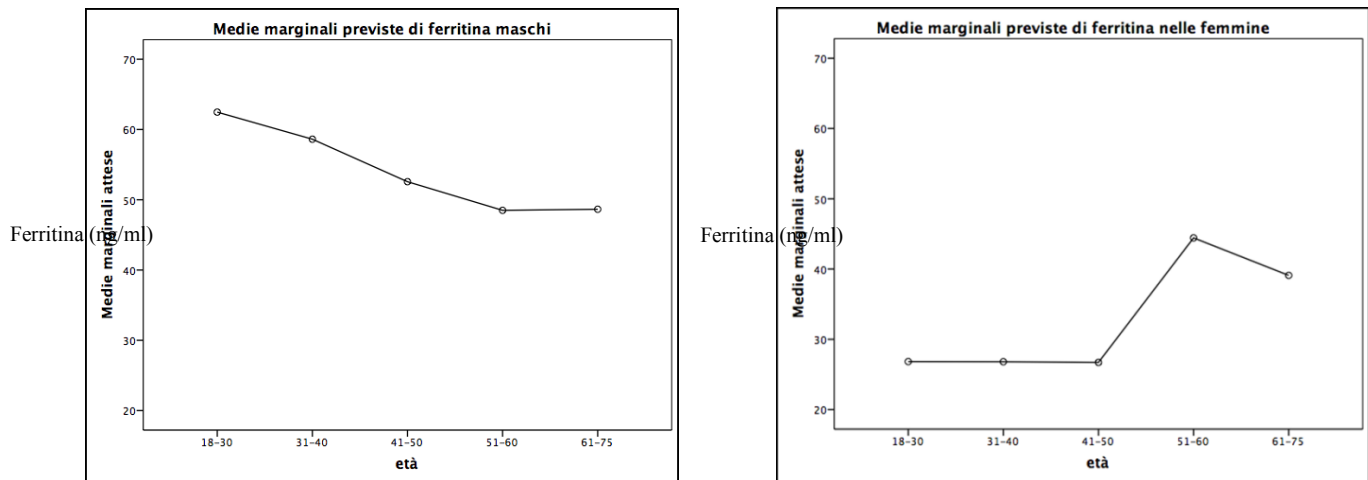 Medie marginali previste di ferritina maschi
70
60
50
40
30
20
Medie marginali attese
Ferritina (ng/ml)
18-30 31-40 41-50 51-60 61-75
età
Medie marginali previste di ferritina nelle femmine
70
60
50
40
30
20
Medie marginali attese
Ferritina (ng/ml)
18-30 31-40 41-50 51-60 61-75
età